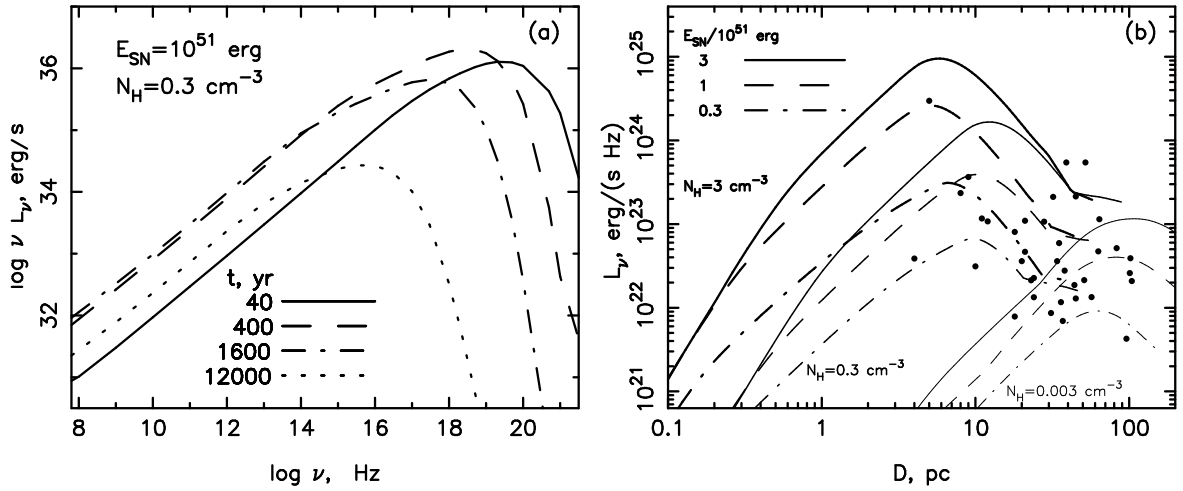 (a)
E_SN=10^51 erg
N_H=0.3 cm^-3
36
34
32
log ν L_ν, erg/s
t, yr
40
400
1600
12000
8 10 12 14 16 18 20
log ν, Hz
(b)
E_SN/10^51 erg
3
1
0.3
10^25
10^24
10^23
10^22
10^21
L_ν, erg/(s Hz)
N_H=3 cm^-3
N_H=0.3 cm^-3
N_H=0.003 cm^-3
0.1 1 10 100
D, pc